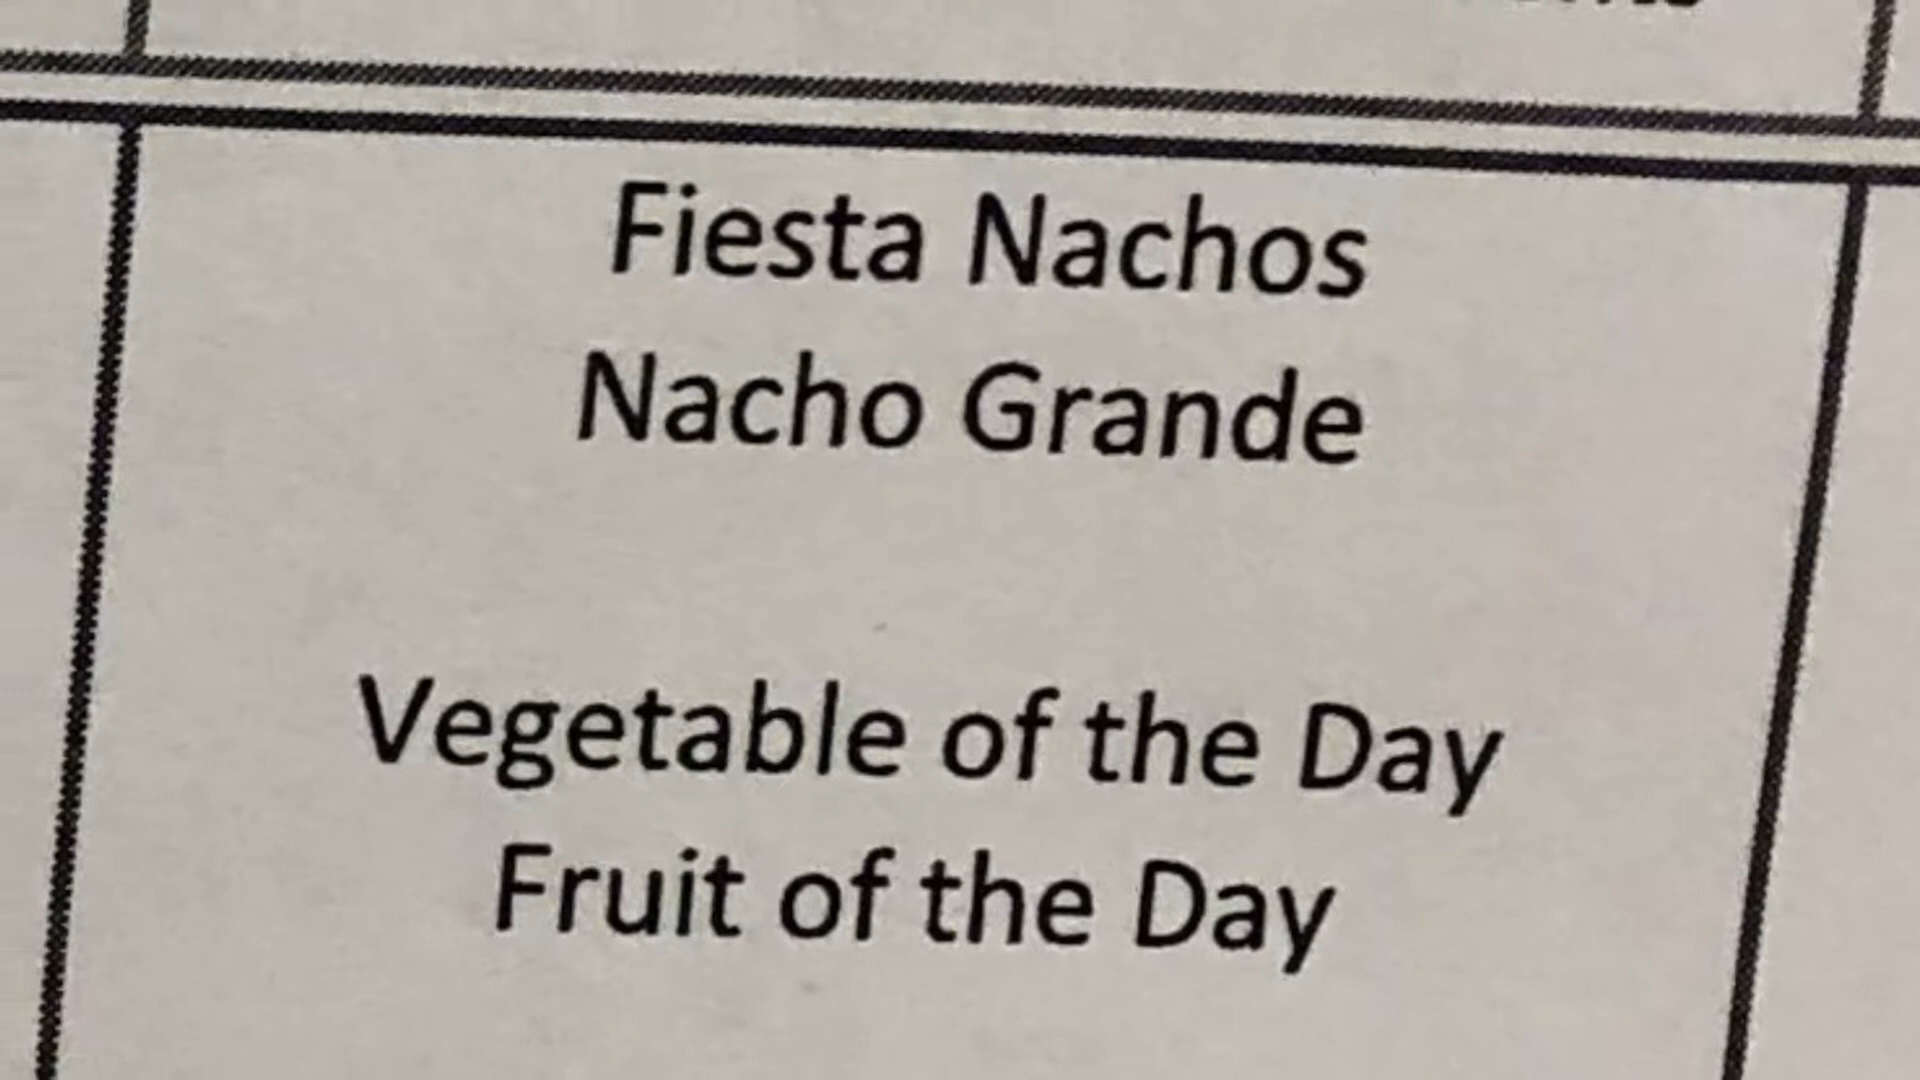 Fiesta Nachos
Nacho Grande
Vegetable of the Day
Fruit of the Day